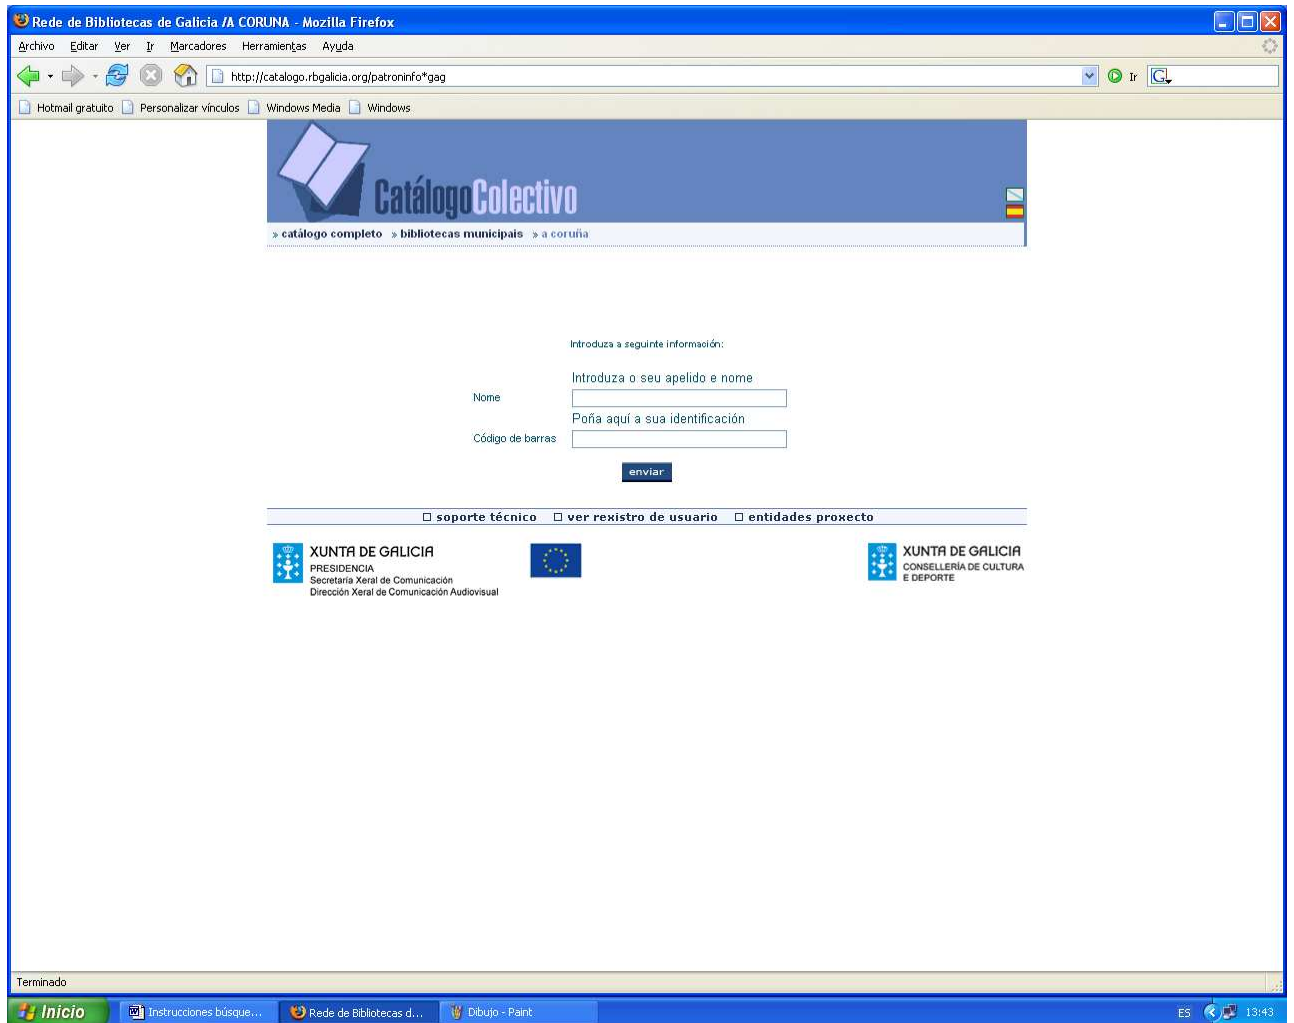 Rede de Bibliotecas de Galicia /A CORUNA - Mozilla Firefox
Archivo Editar Ver Ir Marcadores Herramientas Ayuda
http://catalogo.rbgalicia.org/patroninfo*gag Ir G
Hotmail gratuito Personalizar vínculos Windows Media Windows
CatálogoColectivo
» catálogo completo » bibliotecas municipais » a coruña
Introduza a seguinte información:
Introduza o seu apelido e nome
Nome
Poña aquí a sua identificación
Código de barras
enviar
soporte técnico ver rexistro de usuario entidades proxecto
XUNTA DE GALICIA
PRESIDENCIA
Secretaría Xeral de Comunicación
Dirección Xeral de Comunicación Audiovisual
XUNTA DE GALICIA
CONSELLERÍA DE CULTURA
E DEPORTE
Terminado
Inicio Instrucciones búsque... Rede de Bibliotecas d... Dibujo - Paint ES 13:43